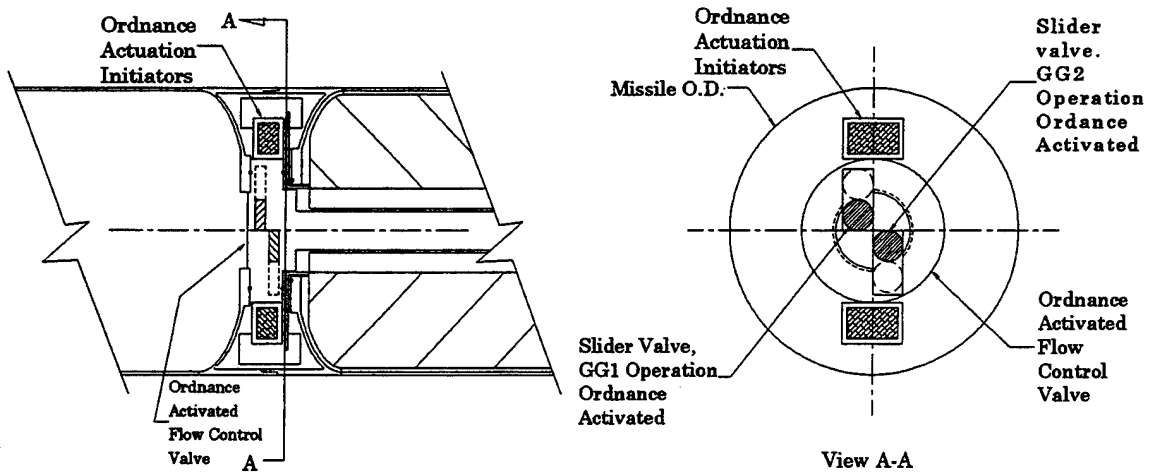 A
Ordnance
Actuation
Initiators
Ordnance
Activated
Flow Control
Valve
A
Ordnance
Actuation
Initiators
Missile O.D.
Slider
valve.
GG2
Operation
Ordance
Activated
Slider Valve,
GG1 Operation
Ordnance
Activated
Ordnance
Activated
Flow
Control
Valve
View A-A